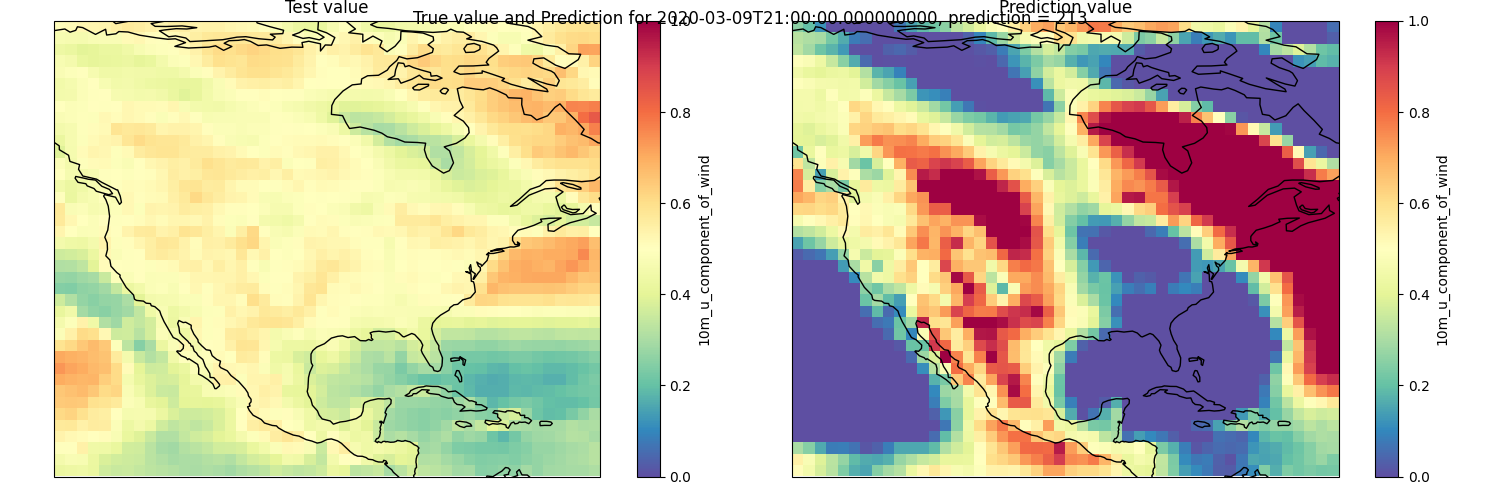 Test value
Prediction value
True value and Prediction for 2020-03-09T21:00:00.000000000, prediction = 213
1.0
0.8
0.6
0.4
0.2
0.0
10m_u_component_of_wind
1.0
0.8
0.6
0.4
0.2
0.0
10m_u_component_of_wind